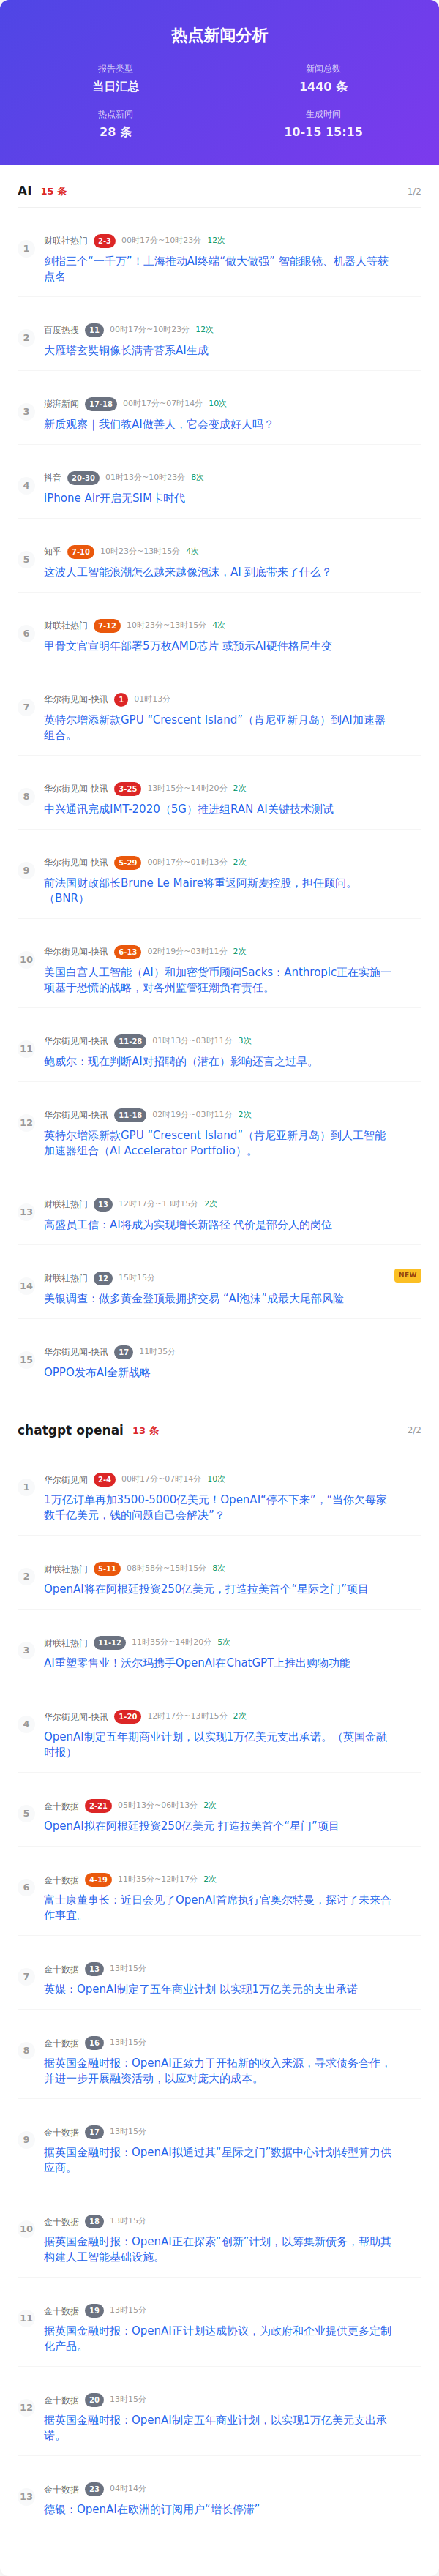 热点新闻分析
报告类型
当日汇总
新闻总数
1440 条
热点新闻
28 条
生成时间
10-15 15:15
AI 15 条 1/2
1
财联社热门 2-3 00时17分~10时23分 12次
剑指三个“一千万”！上海推动AI终端“做大做强” 智能眼镜、机器人等获
点名
2
百度热搜 11 00时17分~10时23分 12次
大雁塔玄奘铜像长满青苔系AI生成
3
澎湃新闻 17-18 00时17分~07时14分 10次
新质观察｜我们教AI做善人，它会变成好人吗？
4
抖音 20-30 01时13分~10时23分 8次
iPhone Air开启无SIM卡时代
5
知乎 7-10 10时23分~13时15分 4次
这波人工智能浪潮怎么越来越像泡沫，AI 到底带来了什么？
6
财联社热门 7-12 10时23分~13时15分 4次
甲骨文官宣明年部署5万枚AMD芯片 或预示AI硬件格局生变
7
华尔街见闻-快讯 1 01时13分
英特尔增添新款GPU “Crescent Island”（肯尼亚新月岛）到AI加速器
组合。
8
华尔街见闻-快讯 3-25 13时15分~14时20分 2次
中兴通讯完成IMT-2020（5G）推进组RAN AI关键技术测试
9
华尔街见闻-快讯 5-29 00时17分~01时13分 2次
前法国财政部长Brune Le Maire将重返阿斯麦控股，担任顾问。
（BNR）
10
华尔街见闻-快讯 6-13 02时19分~03时11分 2次
美国白宫人工智能（AI）和加密货币顾问Sacks：Anthropic正在实施一
项基于恐慌的战略，对各州监管狂潮负有责任。
11
华尔街见闻-快讯 11-28 01时13分~03时11分 3次
鲍威尔：现在判断AI对招聘的（潜在）影响还言之过早。
12
华尔街见闻-快讯 11-18 02时19分~03时11分 2次
英特尔增添新款GPU “Crescent Island”（肯尼亚新月岛）到人工智能
加速器组合（AI Accelerator Portfolio）。
13
财联社热门 13 12时17分~13时15分 2次
高盛员工信：AI将成为实现增长新路径 代价是部分人的岗位
14
财联社热门 12 15时15分 NEW
美银调查：做多黄金登顶最拥挤交易 “AI泡沫”成最大尾部风险
15
华尔街见闻-快讯 17 11时35分
OPPO发布AI全新战略
chatgpt openai 13 条 2/2
1
华尔街见闻 2-4 00时17分~07时14分 10次
1万亿订单再加3500-5000亿美元！OpenAI“停不下来”，“当你欠每家
数千亿美元，钱的问题自己会解决”？
2
财联社热门 5-11 08时58分~15时15分 8次
OpenAI将在阿根廷投资250亿美元，打造拉美首个“星际之门”项目
3
财联社热门 11-12 11时35分~14时20分 5次
AI重塑零售业！沃尔玛携手OpenAI在ChatGPT上推出购物功能
4
华尔街见闻-快讯 1-20 12时17分~13时15分 2次
OpenAI制定五年期商业计划，以实现1万亿美元支出承诺。（英国金融
时报）
5
金十数据 2-21 05时13分~06时13分 2次
OpenAI拟在阿根廷投资250亿美元 打造拉美首个“星门”项目
6
金十数据 4-19 11时35分~12时17分 2次
富士康董事长：近日会见了OpenAI首席执行官奥尔特曼，探讨了未来合
作事宜。
7
金十数据 13 13时15分
英媒：OpenAI制定了五年商业计划 以实现1万亿美元的支出承诺
8
金十数据 16 13时15分
据英国金融时报：OpenAI正致力于开拓新的收入来源，寻求债务合作，
并进一步开展融资活动，以应对庞大的成本。
9
金十数据 17 13时15分
据英国金融时报：OpenAI拟通过其“星际之门”数据中心计划转型算力供
应商。
10
金十数据 18 13时15分
据英国金融时报：OpenAI正在探索“创新”计划，以筹集新债务，帮助其
构建人工智能基础设施。
11
金十数据 19 13时15分
据英国金融时报：OpenAI正计划达成协议，为政府和企业提供更多定制
化产品。
12
金十数据 20 13时15分
据英国金融时报：OpenAI制定五年商业计划，以实现1万亿美元支出承
诺。
13
金十数据 23 04时14分
德银：OpenAI在欧洲的订阅用户“增长停滞”